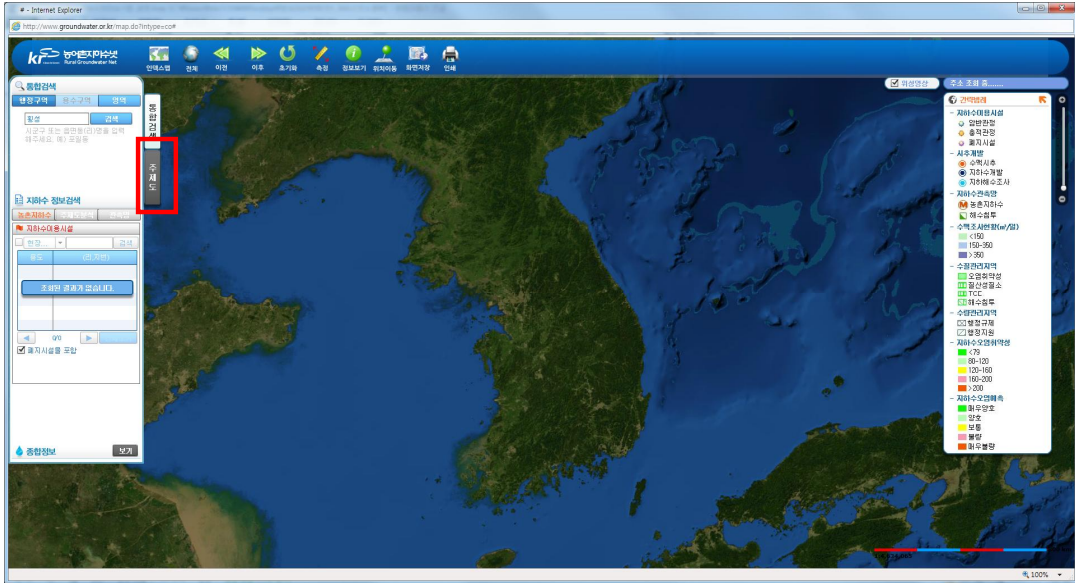 # - Internet Explorer
http://www.groundwater.or.kr/map.do?intype=co#
농어촌지하수넷
Rural Groundwater Net
인덱스맵 전체 이전 이후 초기화 측정 정보보기 위치이동 화면저장 인쇄
통합검색
행정구역 용수구역 영역
횡성 검색
시군구 또는 읍면동(리)명을 입력
해주세요. 예) 포일동
통합검색
주제도
지하수 정보검색
농촌지하수
지하수이용시설
검색
용도 (리,지번)
조회된 결과가 없습니다.
0/0
폐지시설물 포함
종합정보 보기
위성영상
주소 조회 중.......
간략범례
- 지하수이용시설
암반관정
충적관정
폐지시설
- 시추개발
수맥시추
지하수개발
지하해수조사
- 지하수관측망
농촌지하수
해수침투
- 수맥조사현황(m³/일)
<150
150-350
>350
- 수질관리지역
오염취약성
질산성질소
TCC
해수침투
- 수량관리지역
행정규제
행정지원
- 지하수오염취약성
<79
80-120
120-160
160-200
>200
- 지하수오염예측
매우양호
양호
보통
불량
매우불량
100%